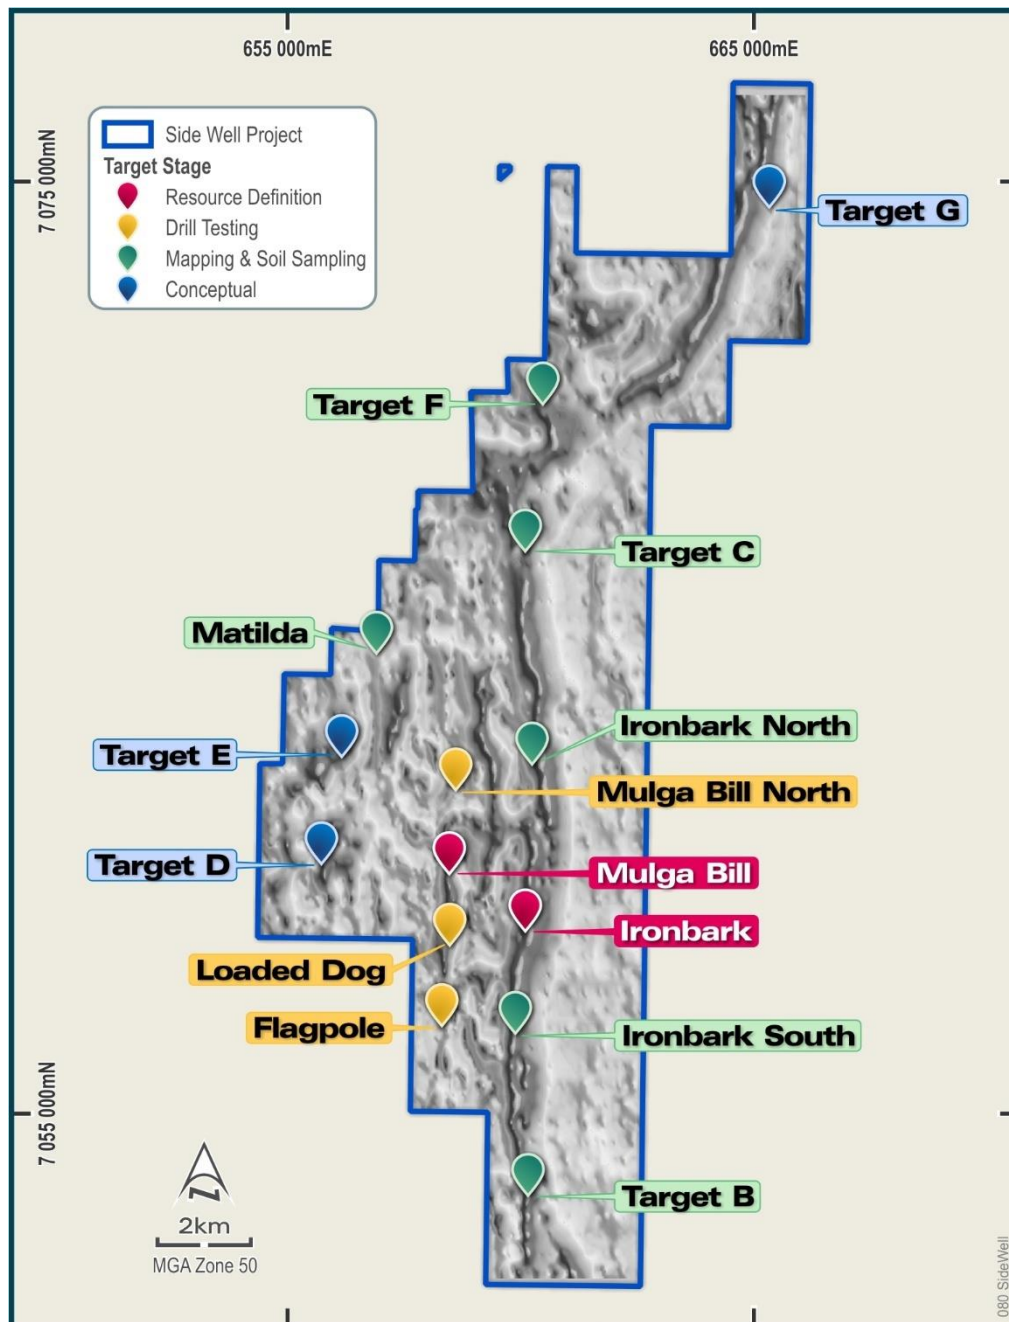 655 000mE
665 000mE
7 075 000mN
Side Well Project
Target Stage
Resource Definition
Drill Testing
Mapping & Soil Sampling
Conceptual
Target G
Target F
Target C
Matilda
Ironbark North
Target E
Mulga Bill North
Target D
Mulga Bill
Ironbark
Loaded Dog
Flagpole
Ironbark South
7 055 000mN
Target B
N
2km
MGA Zone 50
080 SideWell